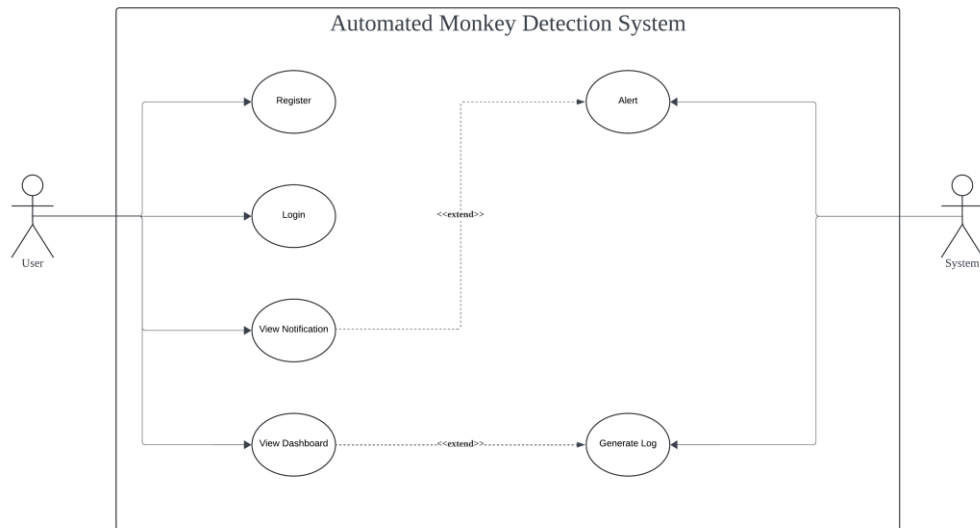 Automated Monkey Detection System
Register
Alert
Login
<<extend>>
User
System
View Notification
View Dashboard
<<extend>>
Generate Log